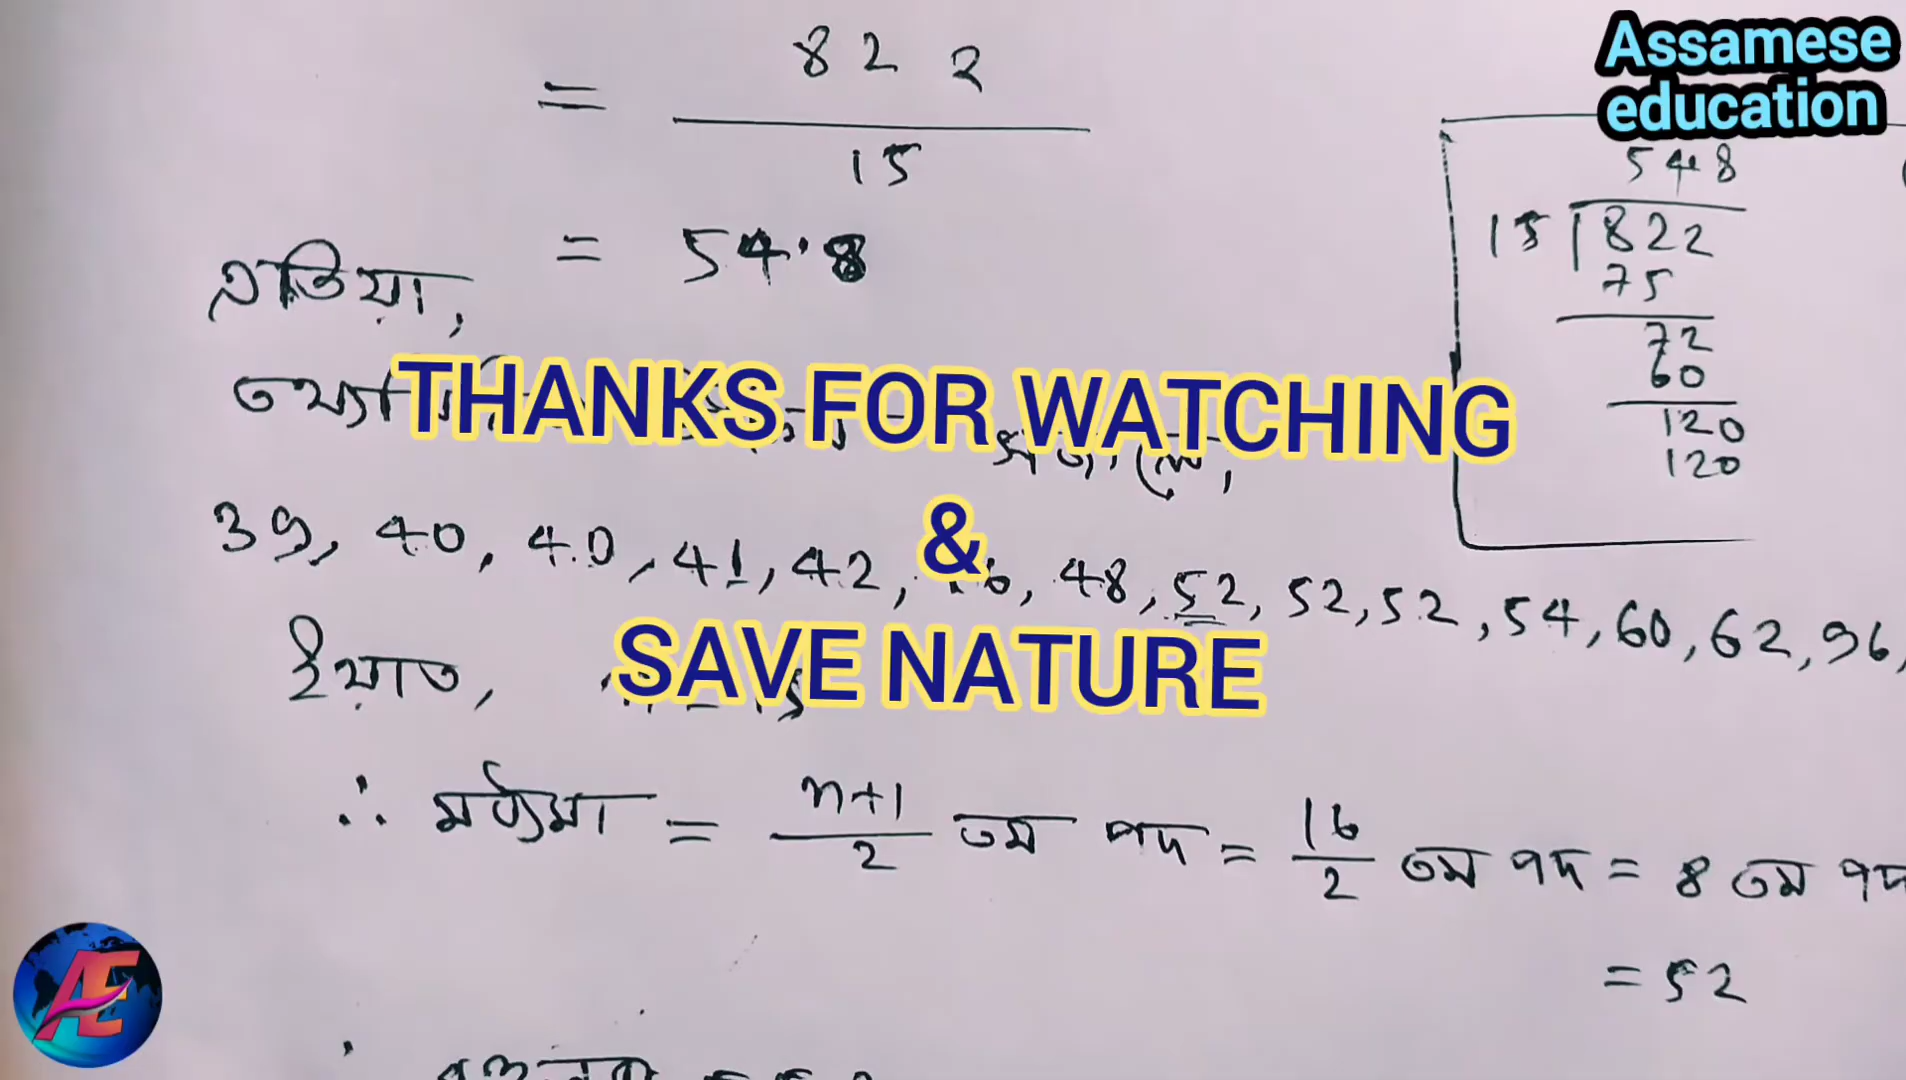 Assamese
education
822
=
15
= 54.8
548
15 822
75
72
60
120
120
এতিয়া,
THANKS FOR WATCHING
&
39, 40, 40, 41, 42, 48, 52, 52, 52, 54, 60, 62, 96,
SAVE NATURE
ইয়াত,
∴ মধ্যমা = n+1/2 তম পদ = 16/2 তম পদ = 8 তম পদ
= 52
AE